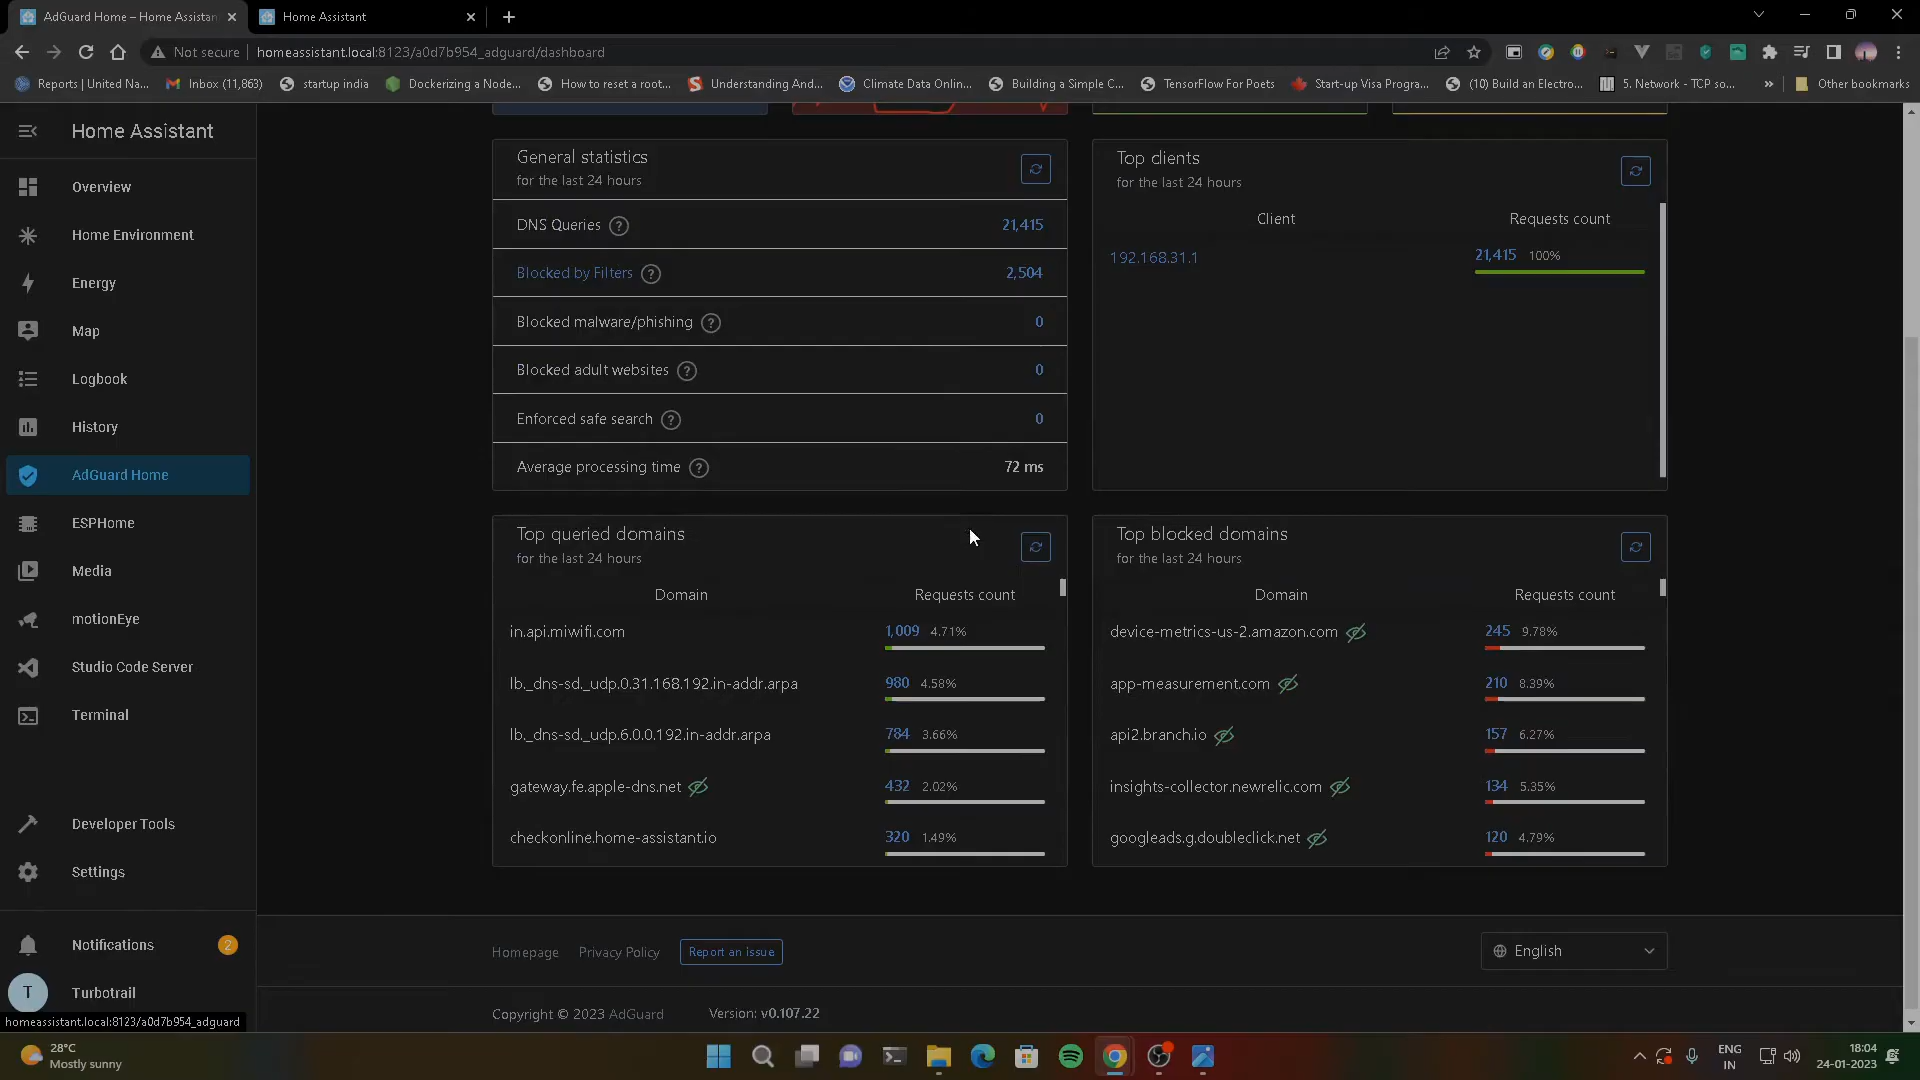 AdGuard Home – Home Assistan
Home Assistant
Not secure
homeassistant.local:8123/a0d7b954_adguard/dashboard
Reports | United Na...
Inbox (11,863)
startup india
Dockerizing a Node...
How to reset a root...
Understanding And...
Climate Data Onlin...
Building a Simple C...
TensorFlow For Poets
Start-up Visa Progra...
(10) Build an Electro...
5. Network - TCP so...
»
Other bookmarks
Home Assistant
Overview
Home Environment
Energy
Map
Logbook
History
AdGuard Home
ESPHome
Media
motionEye
Studio Code Server
Terminal
Developer Tools
Settings
Notifications
2
T
Turbotrail
homeassistant.local:8123/a0d7b954_adguard
General statistics
for the last 24 hours
DNS Queries ?
21,415
Blocked by Filters ?
2,504
Blocked malware/phishing ?
0
Blocked adult websites ?
0
Enforced safe search ?
0
Average processing time ?
72 ms
Top clients
for the last 24 hours
Client
Requests count
192.168.31.1
21,415 100%
Top queried domains
for the last 24 hours
Domain
Requests count
in.api.miwifi.com
1,009 4.71%
lb._dns-sd._udp.0.31.168.192.in-addr.arpa
980 4.58%
lb._dns-sd._udp.6.0.0.192.in-addr.arpa
784 3.66%
gateway.fe.apple-dns.net
432 2.02%
checkonline.home-assistant.io
320 1.49%
Top blocked domains
for the last 24 hours
Domain
Requests count
device-metrics-us-2.amazon.com
245 9.78%
app-measurement.com
210 8.39%
api2.branch.io
157 6.27%
insights-collector.newrelic.com
134 5.35%
googleads.g.doubleclick.net
120 4.79%
Homepage
Privacy Policy
Report an issue
English
Copyright © 2023 AdGuard
Version: v0.107.22
28°C
Mostly sunny
ENG
IN
18:04
24-01-2023